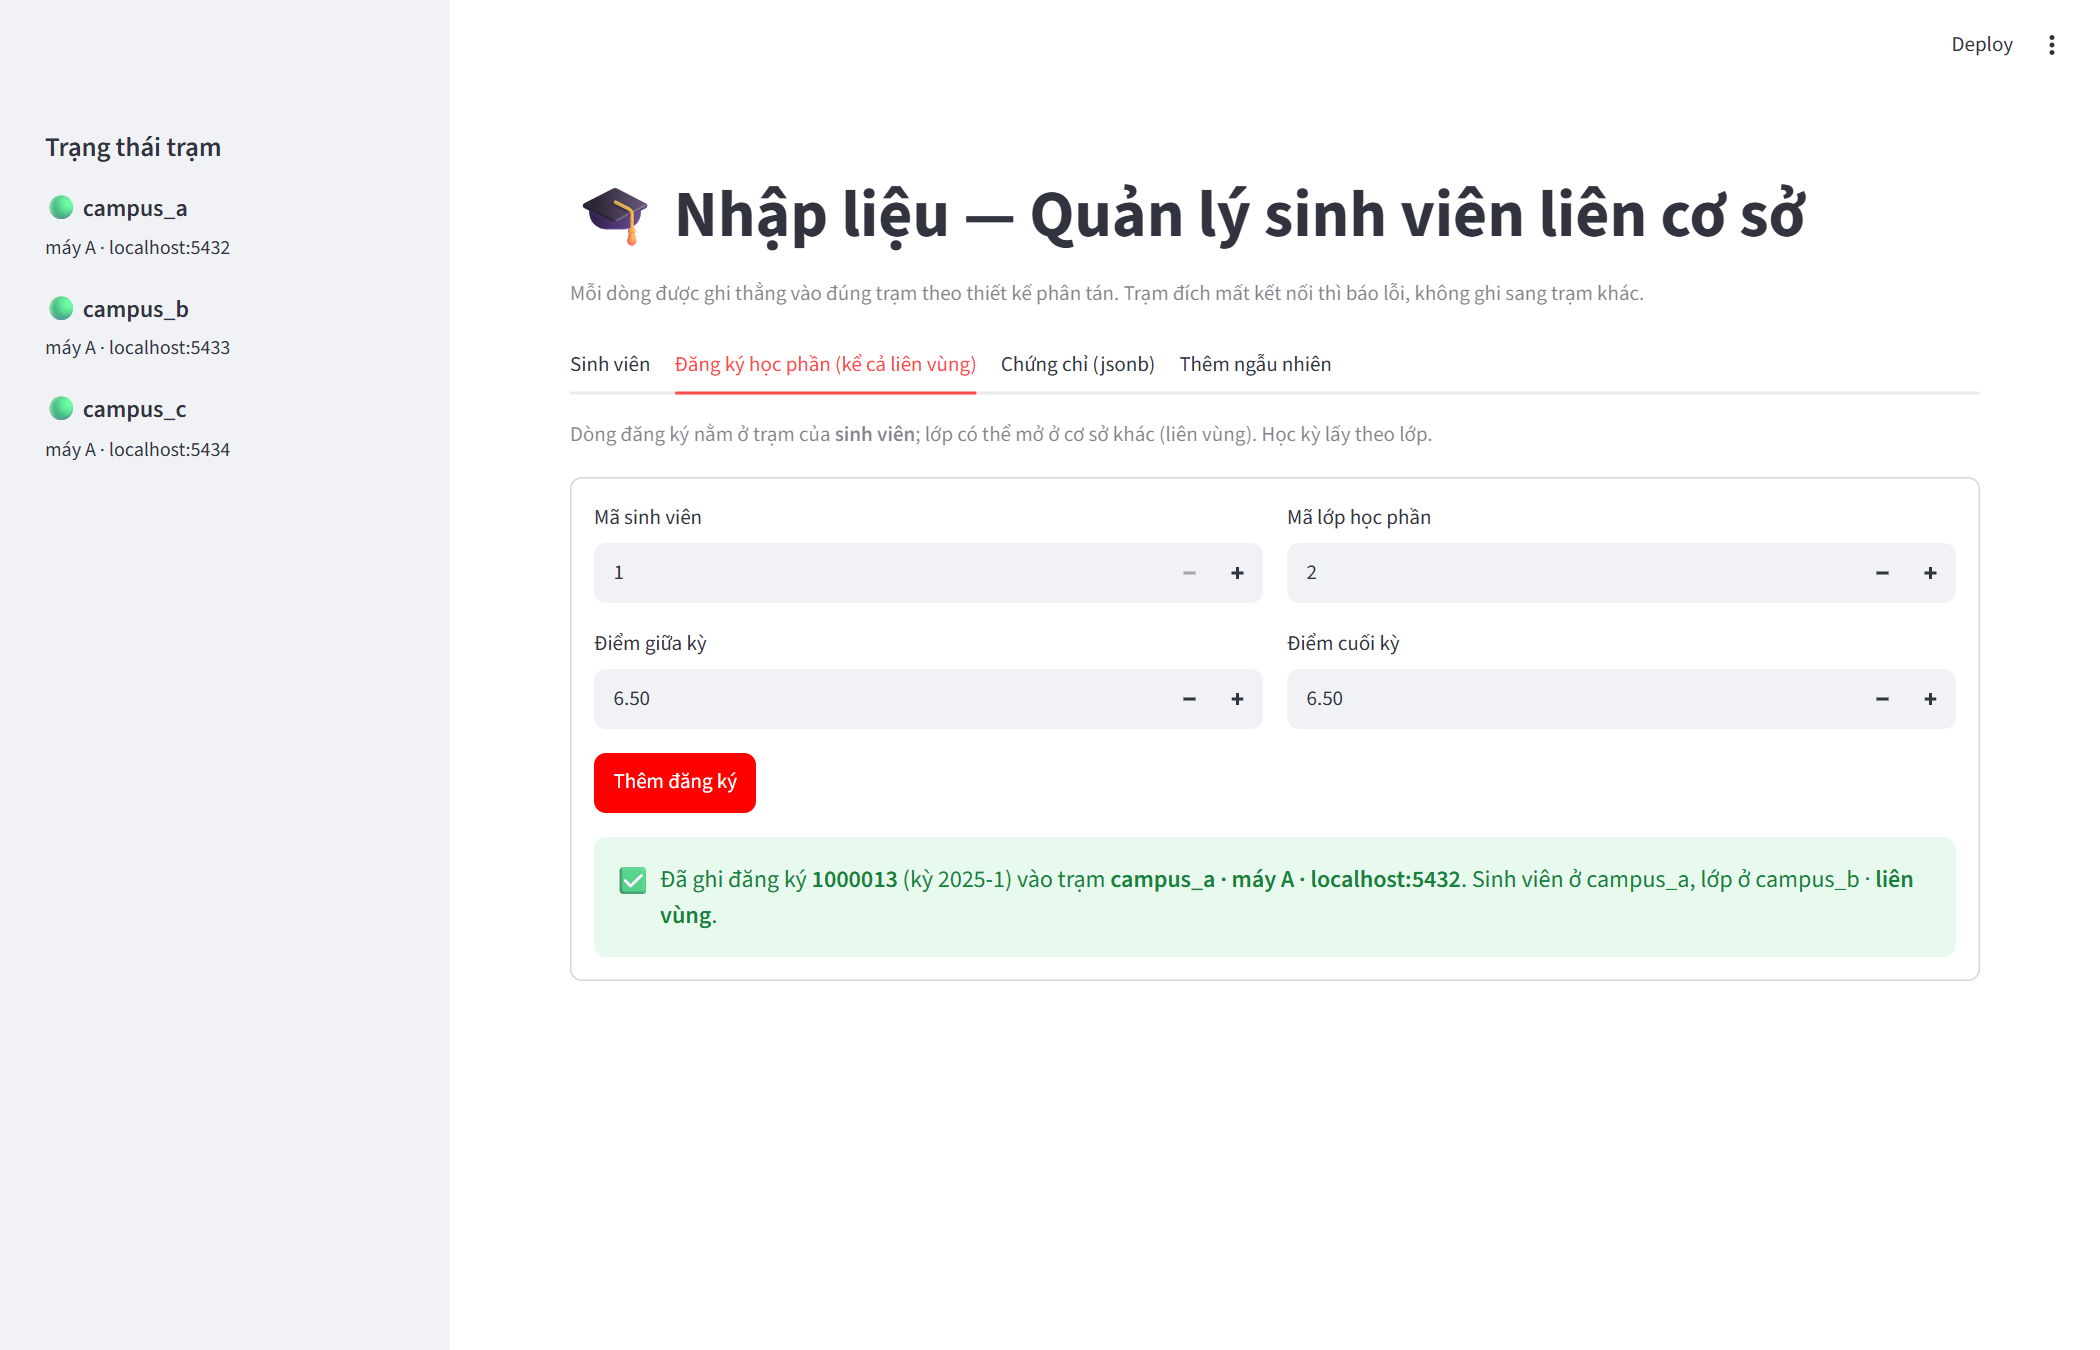 Deploy
Trạng thái trạm
campus_a
máy A · localhost:5432
campus_b
máy A · localhost:5433
campus_c
máy A · localhost:5434
Nhập liệu — Quản lý sinh viên liên cơ sở
Mỗi dòng được ghi thẳng vào đúng trạm theo thiết kế phân tán. Trạm đích mất kết nối thì báo lỗi, không ghi sang trạm khác.
Sinh viên Đăng ký học phần (kể cả liên vùng) Chứng chỉ (jsonb) Thêm ngẫu nhiên
Dòng đăng ký nằm ở trạm của sinh viên; lớp có thể mở ở cơ sở khác (liên vùng). Học kỳ lấy theo lớp.
Mã sinh viên Mã lớp học phần
1 2
Điểm giữa kỳ Điểm cuối kỳ
6.50 6.50
Thêm đăng ký
Đã ghi đăng ký 1000013 (kỳ 2025-1) vào trạm campus_a · máy A · localhost:5432. Sinh viên ở campus_a, lớp ở campus_b · liên
vùng.